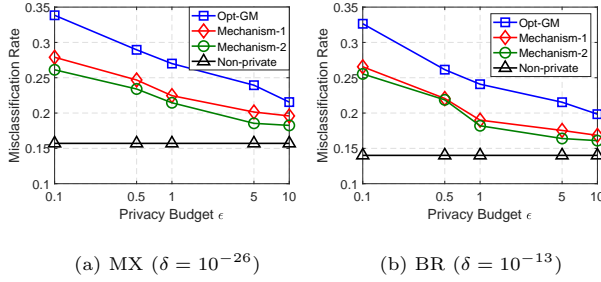 Misclassification Rate
0.35
0.3
0.25
0.2
0.15
0.1
0.1
0.5
1
5
10
Privacy Budget ϵ
Opt-GM
Mechanism-1
Mechanism-2
Non-private
(a) MX (δ = 10⁻²⁶)
Misclassification Rate
0.35
0.3
0.25
0.2
0.15
0.1
0.1
0.5
1
5
10
Privacy Budget ϵ
Opt-GM
Mechanism-1
Mechanism-2
Non-private
(b) BR (δ = 10⁻¹³)